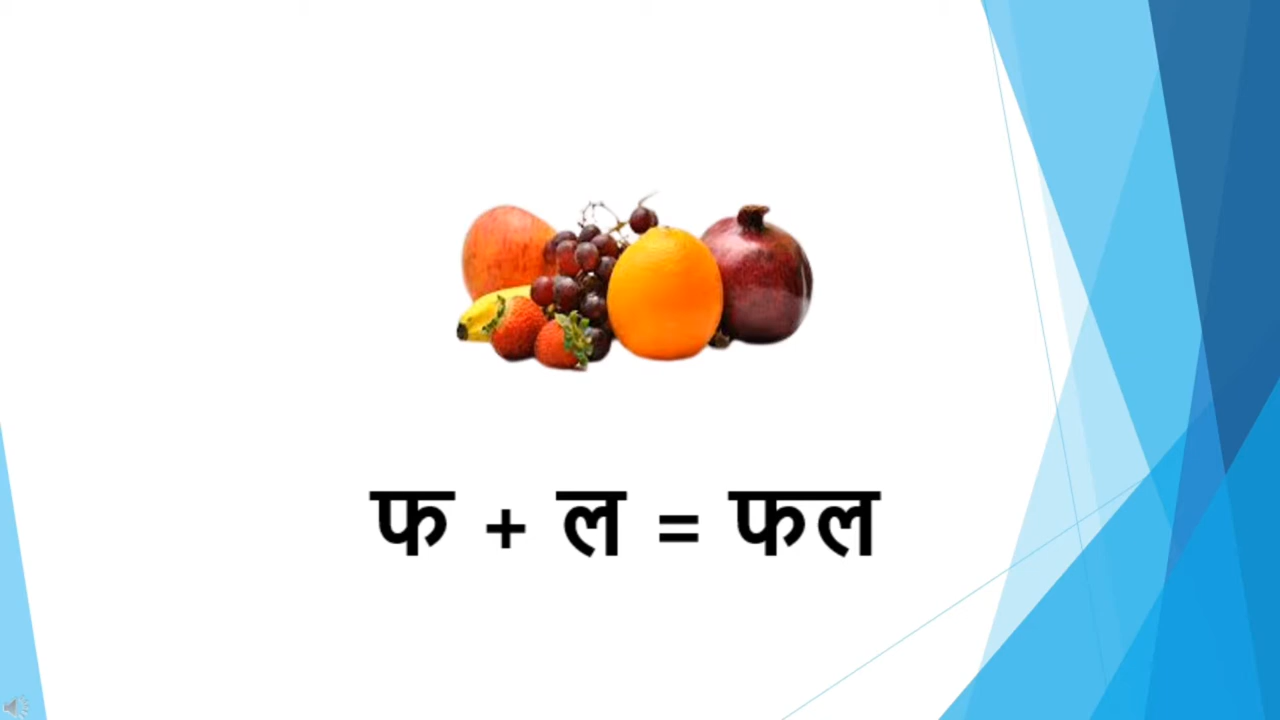 फ + ल = फल